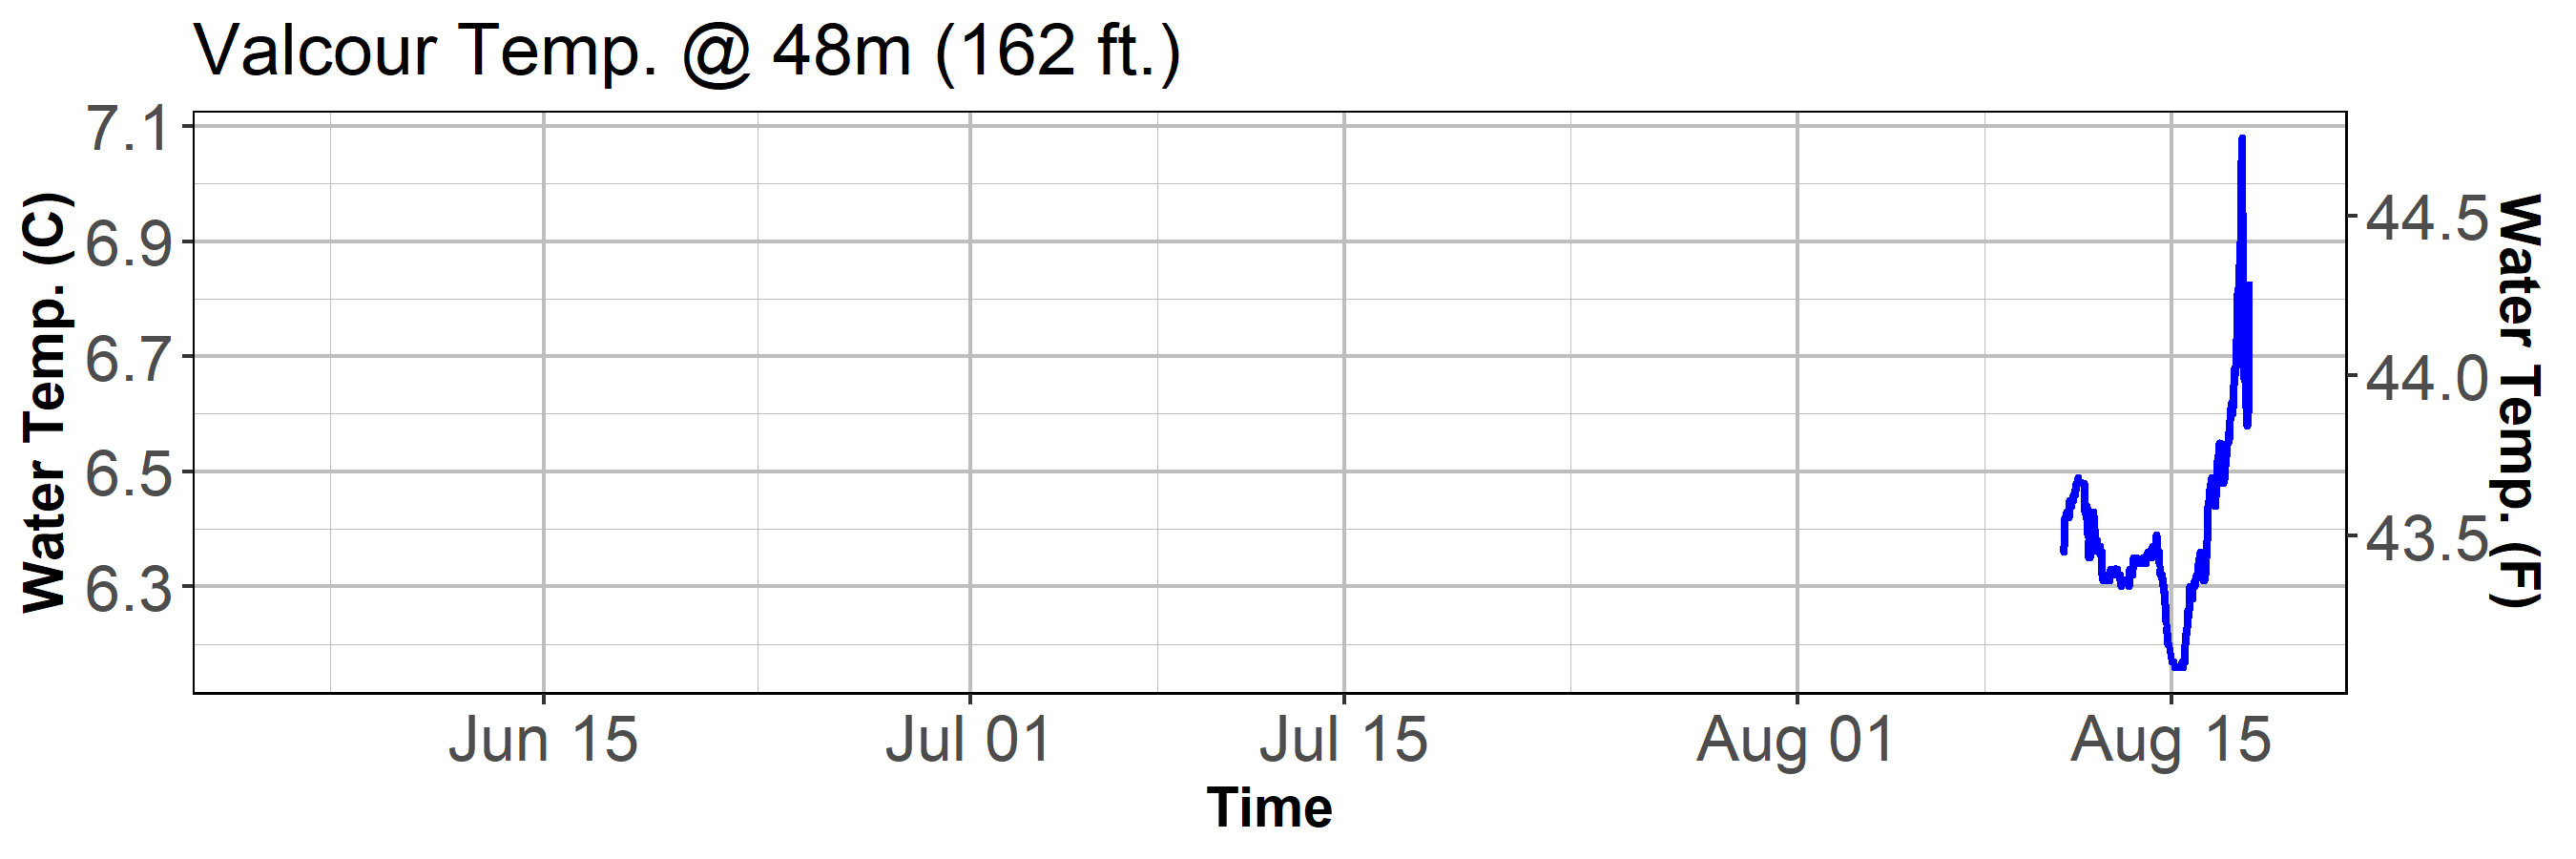 Valcour Temp. @ 48m (162 ft.)
Water Temp. (C)
7.1
6.9
6.7
6.5
6.3
44.5
44.0
43.5
Water Temp. (F)
Jun 15
Jul 01
Jul 15
Aug 01
Aug 15
Time